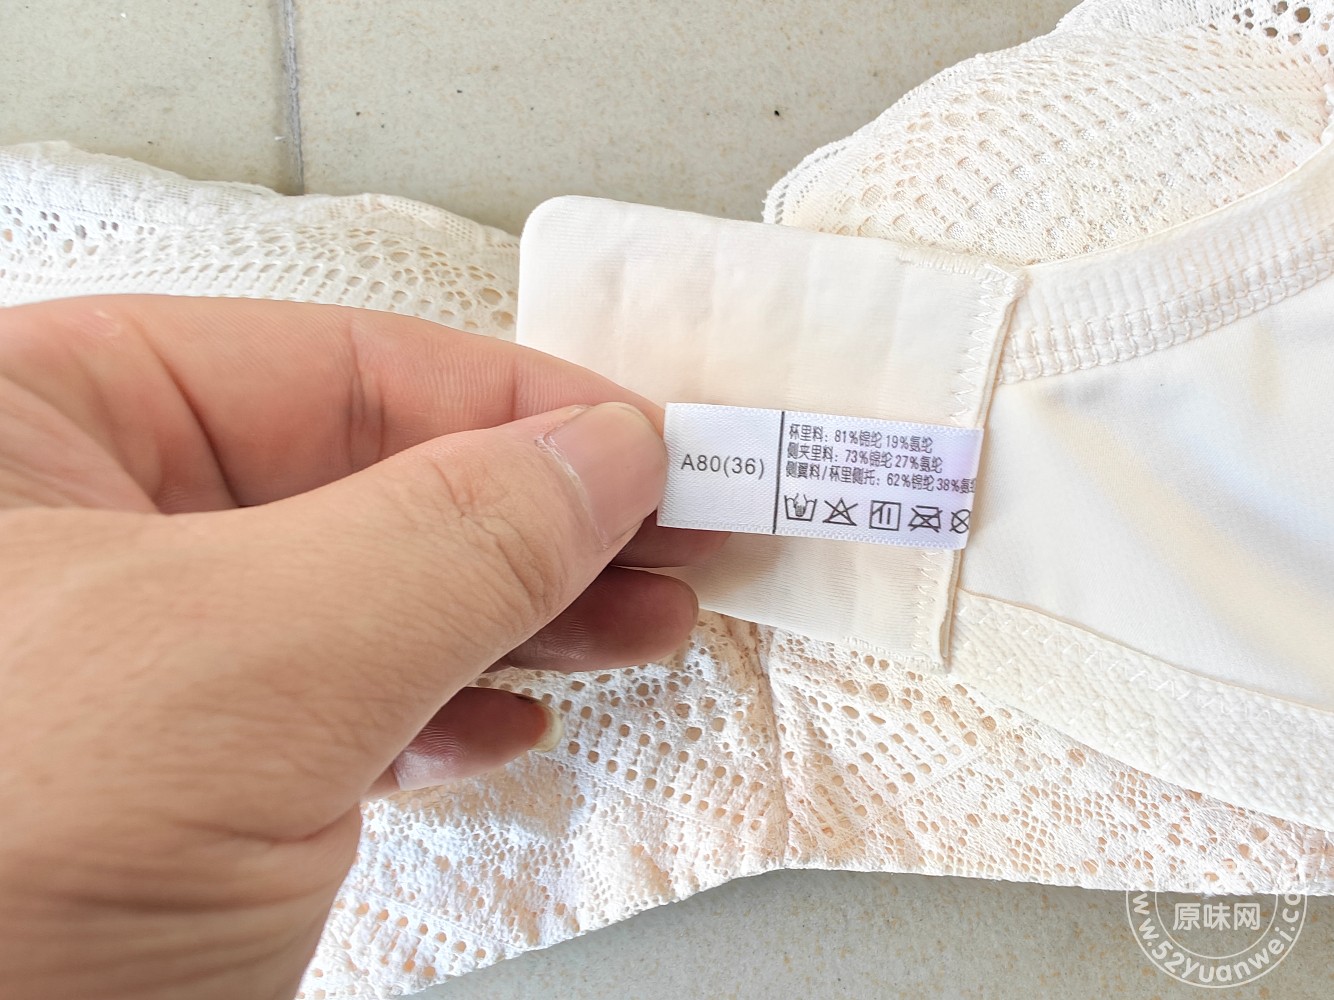 A80(36)
杯里料：81%锦纶 19%氨纶
侧夹里料：73%锦纶 27%氨纶
侧翼料/杯里侧托：62%锦纶 38%氨纶
原味网
www.52yuanwei.com